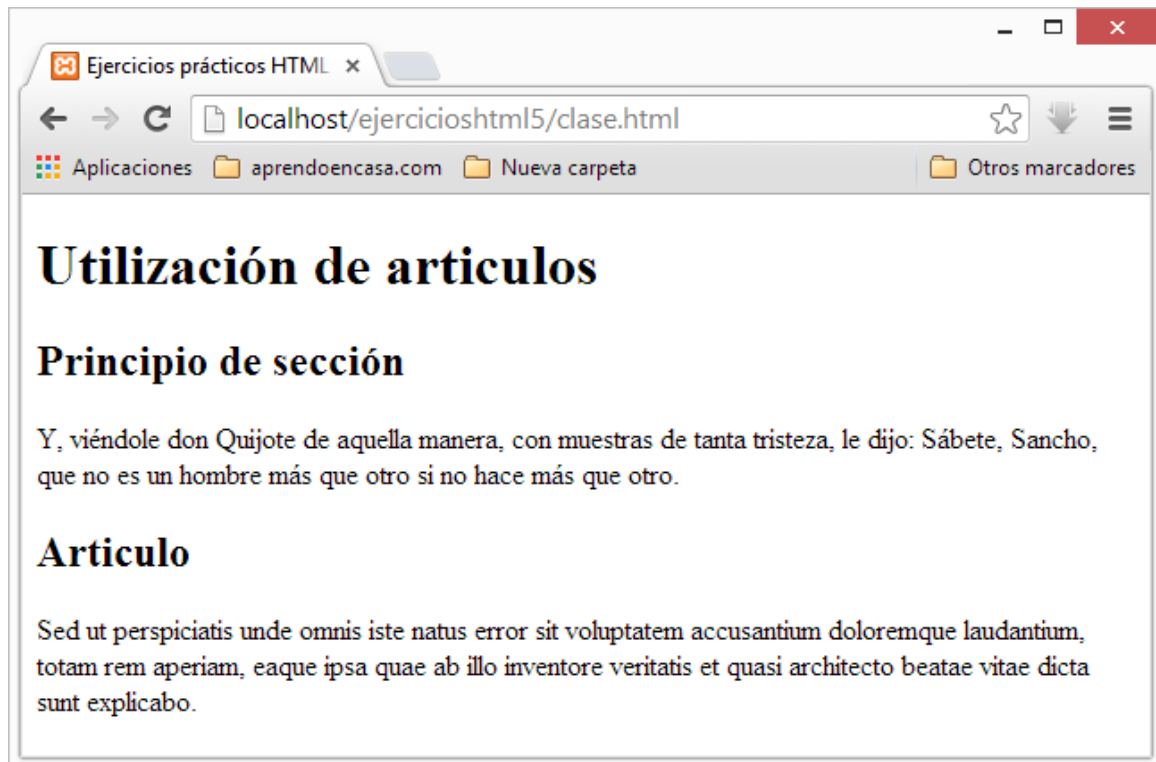 Ejercicios prácticos HTML
localhost/ejercicioshtml5/clase.html
Aplicaciones aprendoencasa.com Nueva carpeta Otros marcadores
Utilización de articulos
Principio de sección
Y, viéndole don Quijote de aquella manera, con muestras de tanta tristeza, le dijo: Sábete, Sancho,
que no es un hombre más que otro si no hace más que otro.
Articulo
Sed ut perspiciatis unde omnis iste natus error sit voluptatem accusantium doloremque laudantium,
totam rem aperiam, eaque ipsa quae ab illo inventore veritatis et quasi architecto beatae vitae dicta
sunt explicabo.